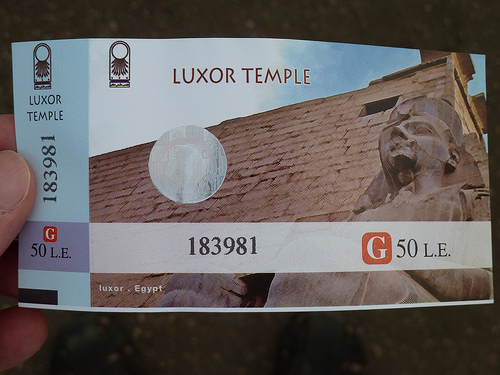 LUXOR
TEMPLE
183981
G
50 L.E.
LUXOR TEMPLE
183981
G 50 L.E.
luxor . Egypt